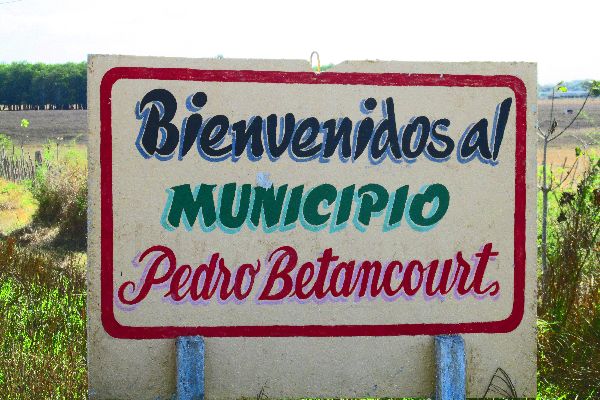 Bienvenidos al
MUNICIPIO
Pedro Betancourt